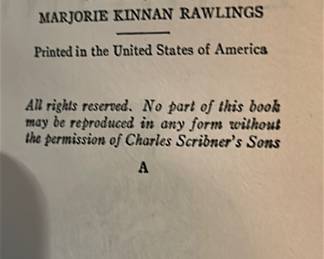 MARJORIE KINNAN RAWLINGS
Printed in the United States of America
All rights reserved. No part of this book
may be reproduced in any form without
the permission of Charles Scribner's Sons
A